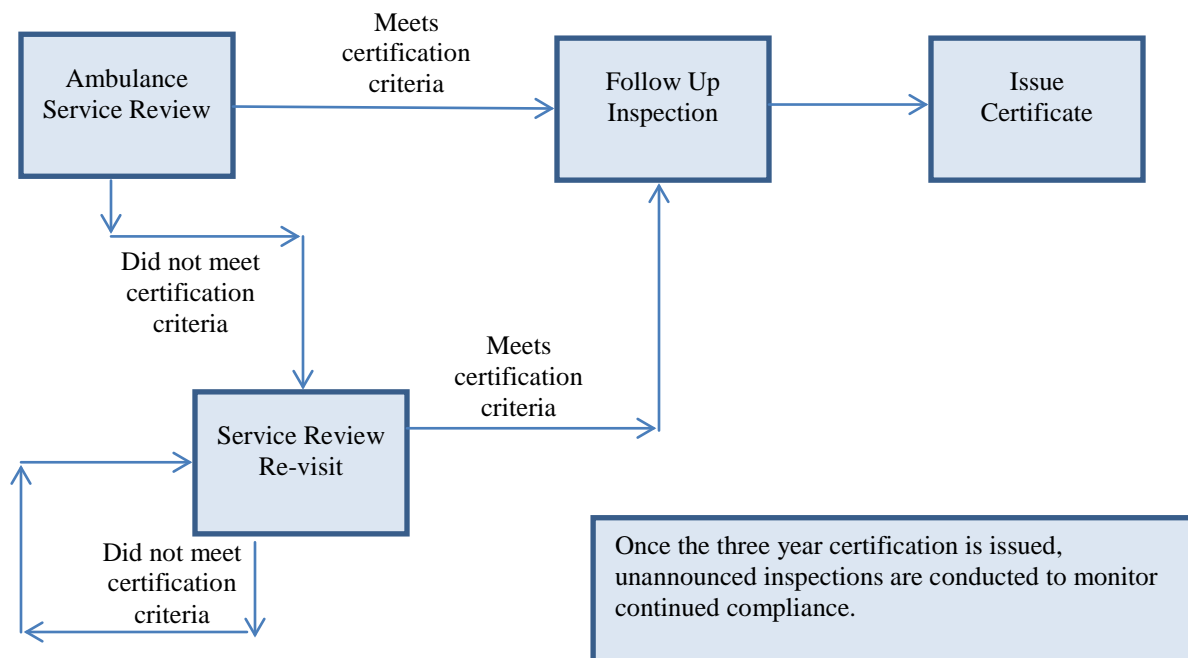 Meets
certification
criteria
Ambulance
Service Review
Follow Up
Inspection
Issue
Certificate
Did not meet
certification
criteria
Meets
certification
criteria
Service Review
Re-visit
Did not meet
certification
criteria
Once the three year certification is issued,
unannounced inspections are conducted to monitor
continued compliance.